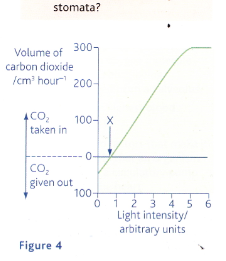 stomata?
Volume of
carbon dioxide
/cm³ hour⁻¹
300
200
100
0
100
X
CO₂
taken in
CO₂
given out
0 1 2 3 4 5 6
Light intensity/
arbitrary units
Figure 4